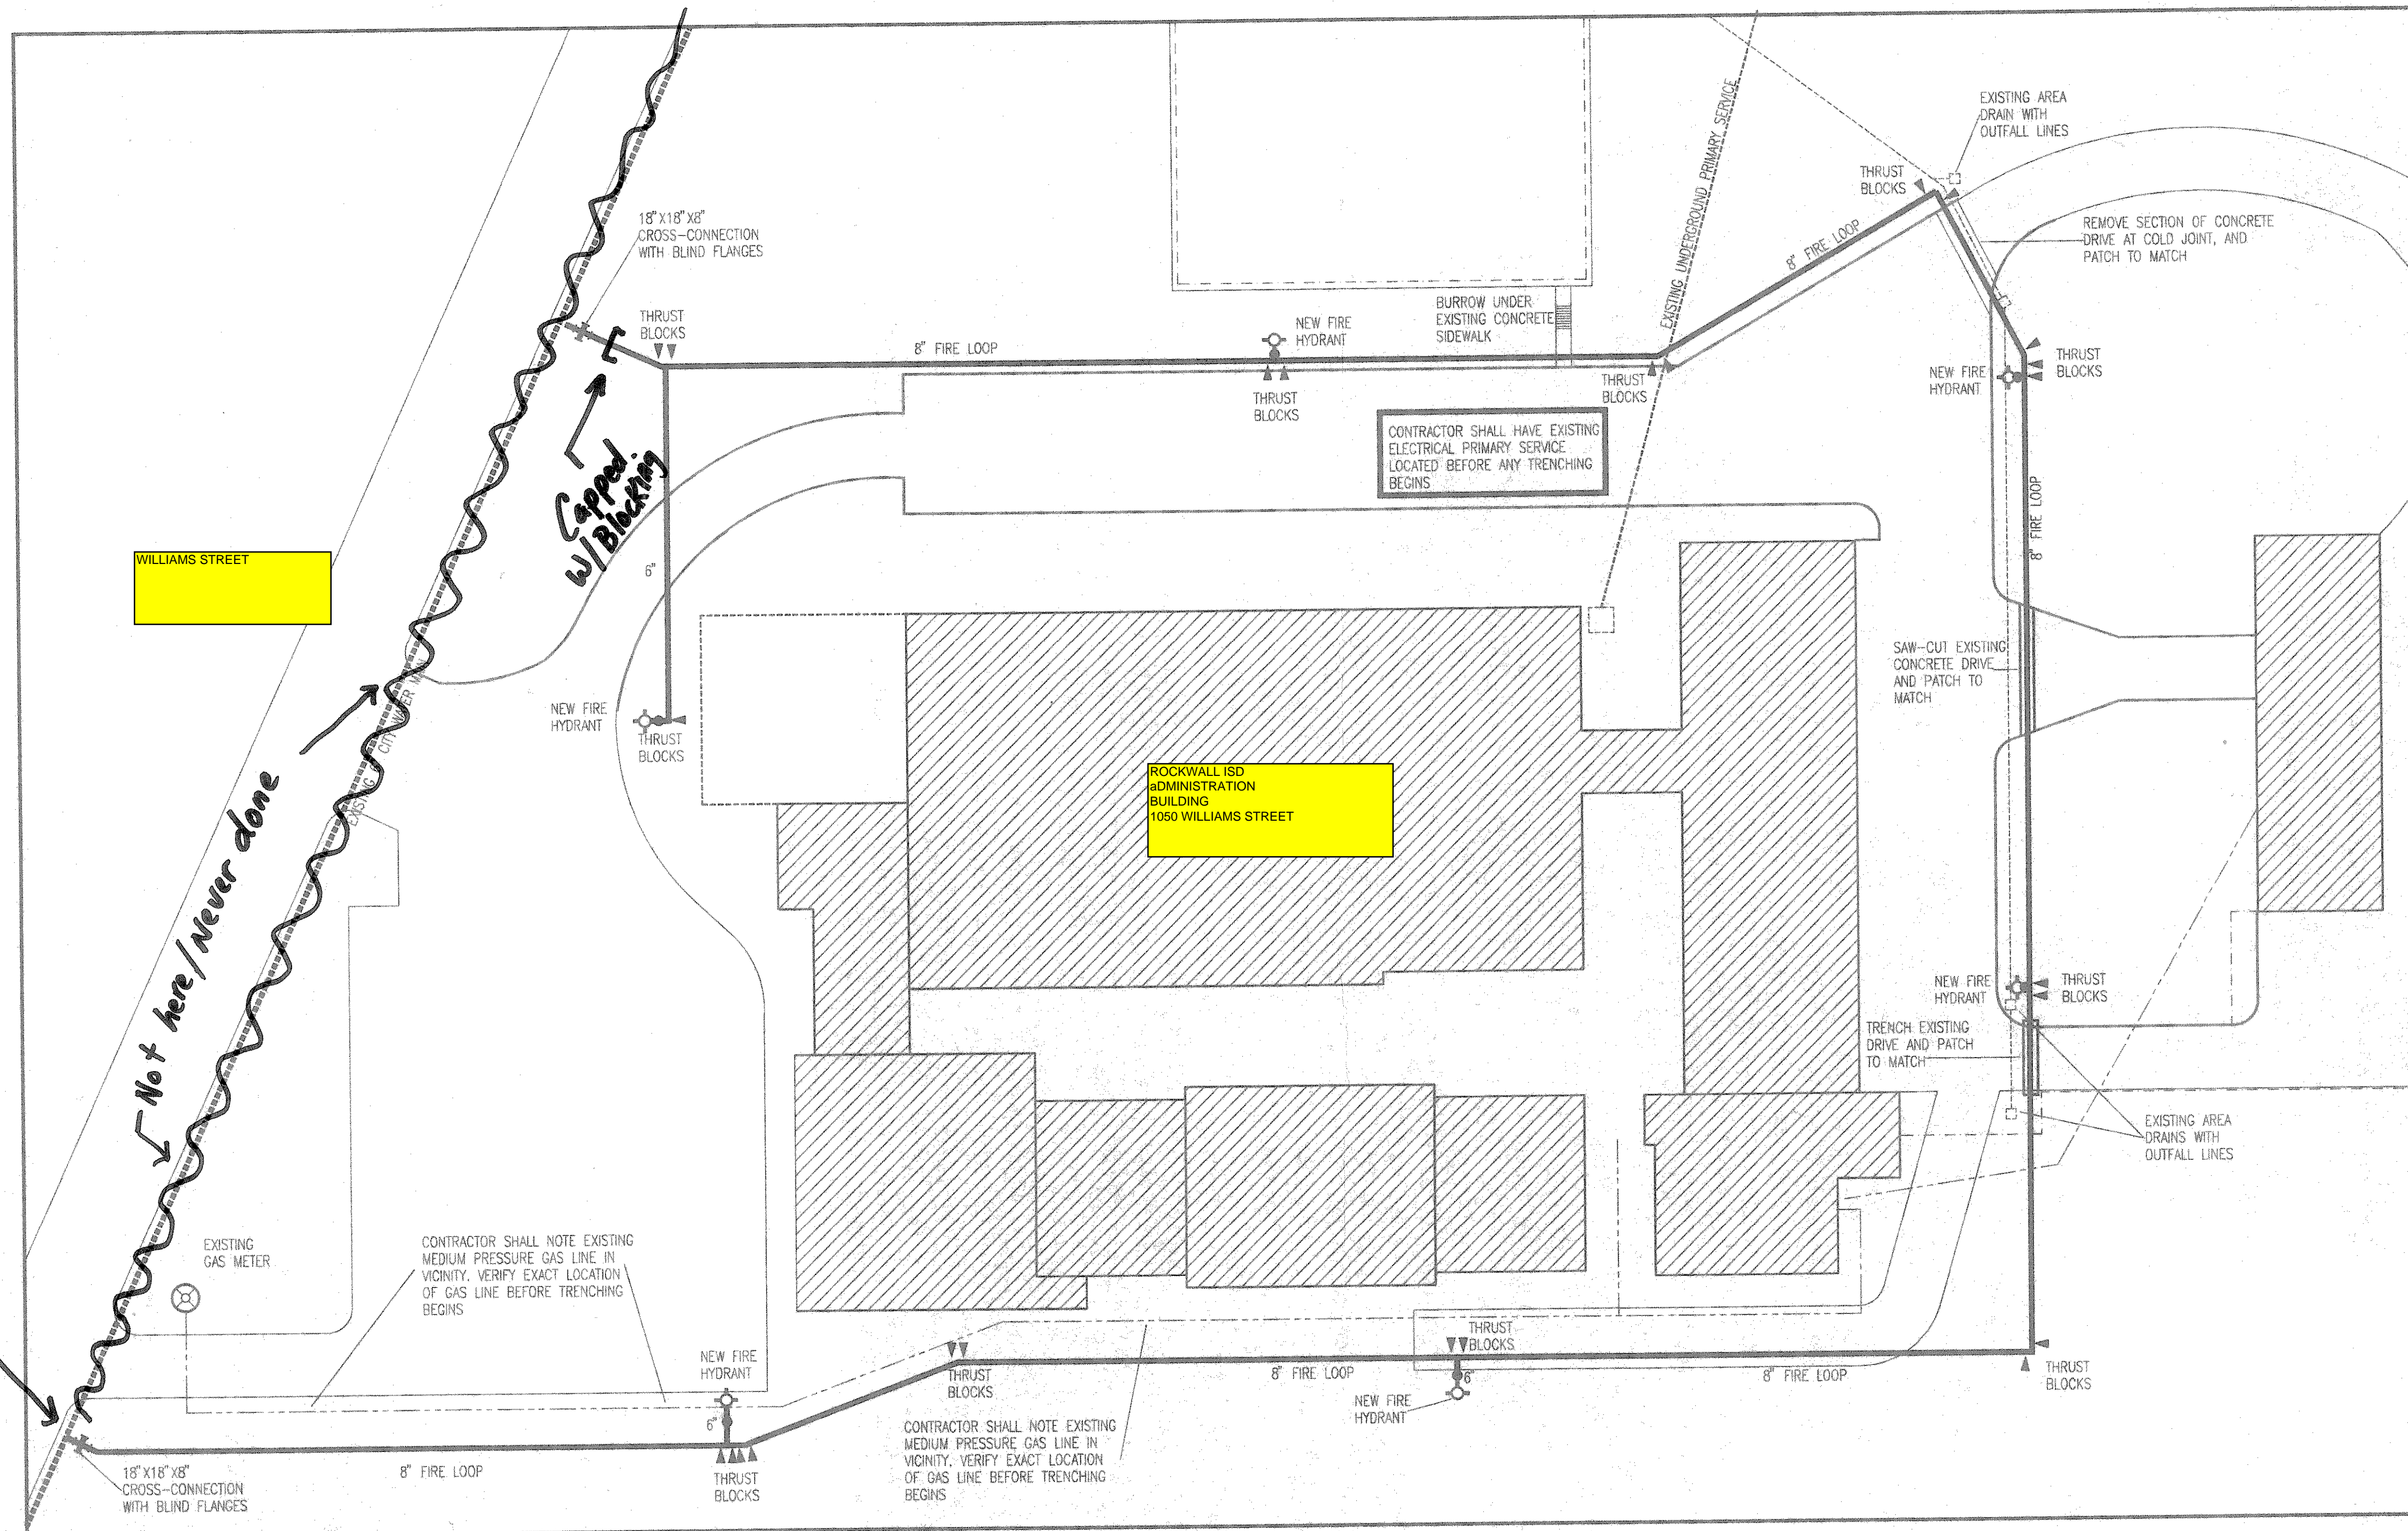 EXISTING AREA
DRAIN WITH
OUTFALL LINES
THRUST
BLOCKS
REMOVE SECTION OF CONCRETE
DRIVE AT COLD JOINT, AND
PATCH TO MATCH
EXISTING UNDERGROUND PRIMARY SERVICE
8" FIRE LOOP
18"X18"X8"
CROSS-CONNECTION
WITH BLIND FLANGES
THRUST
BLOCKS
8" FIRE LOOP
NEW FIRE
HYDRANT
BURROW UNDER
EXISTING CONCRETE
SIDEWALK
THRUST
BLOCKS
THRUST
BLOCKS
NEW FIRE
HYDRANT
THRUST
BLOCKS
CONTRACTOR SHALL HAVE EXISTING
ELECTRICAL PRIMARY SERVICE
LOCATED BEFORE ANY TRENCHING
BEGINS
Capped.
w/Blocking
8" FIRE LOOP
WILLIAMS STREET
6"
SAW-CUT EXISTING
CONCRETE DRIVE
AND PATCH TO
MATCH
NEW FIRE
HYDRANT
THRUST
BLOCKS
EXISTING
CITY WATER
Not here/Never done
ROCKWALL ISD
aDMINISTRATION
BUILDING
1050 WILLIAMS STREET
NEW FIRE
HYDRANT
THRUST
BLOCKS
TRENCH EXISTING
DRIVE AND PATCH
TO MATCH
EXISTING AREA
DRAINS WITH
OUTFALL LINES
EXISTING
GAS METER
CONTRACTOR SHALL NOTE EXISTING
MEDIUM PRESSURE GAS LINE IN
VICINITY. VERIFY EXACT LOCATION
OF GAS LINE BEFORE TRENCHING
BEGINS
NEW FIRE
HYDRANT
6"
THRUST
BLOCKS
THRUST
BLOCKS
8" FIRE LOOP
6"
NEW FIRE
HYDRANT
8" FIRE LOOP
THRUST
BLOCKS
CONTRACTOR SHALL NOTE EXISTING
MEDIUM PRESSURE GAS LINE IN
VICINITY. VERIFY EXACT LOCATION
OF GAS LINE BEFORE TRENCHING
BEGINS
18"X18"X8"
CROSS-CONNECTION
WITH BLIND FLANGES
8" FIRE LOOP
THRUST
BLOCKS